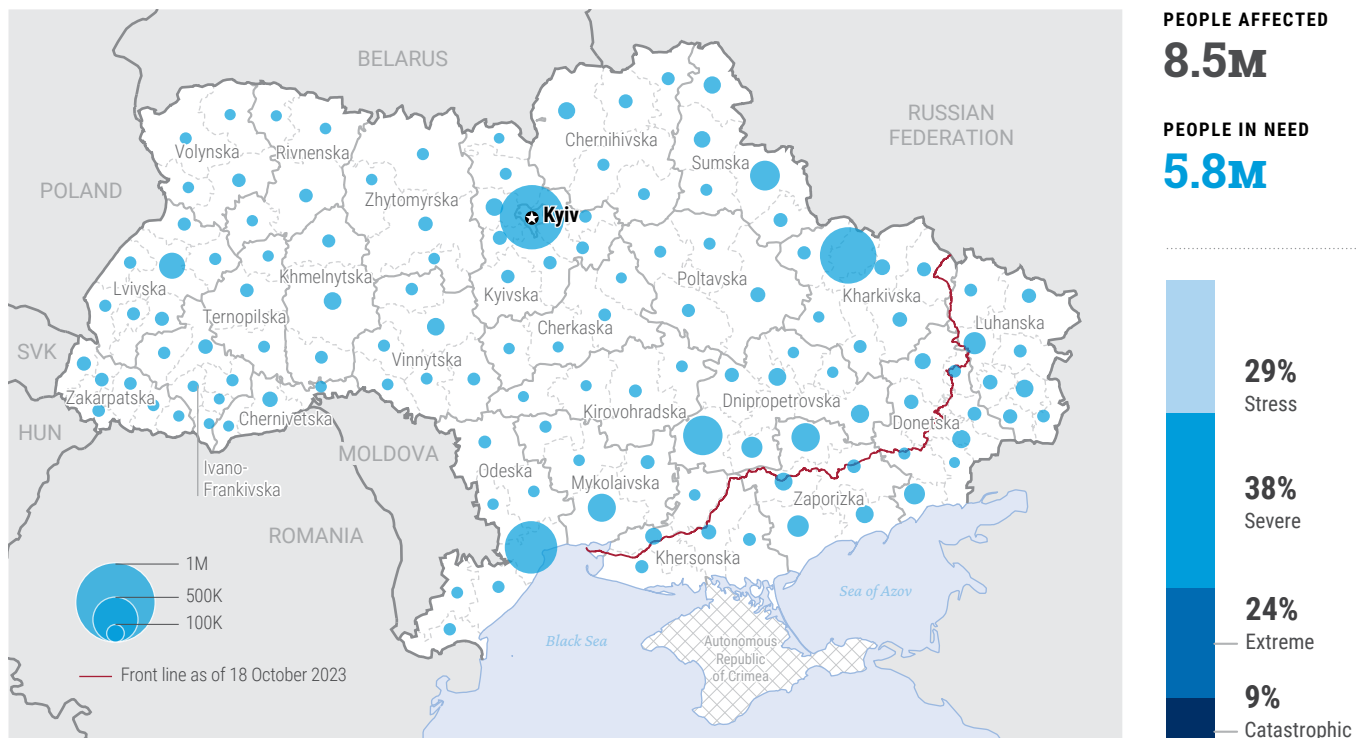 BELARUS
RUSSIAN
FEDERATION
POLAND
SVK
HUN
MOLDOVA
ROMANIA
Volynska
Rivnenska
Zhytomyrska
Chernihivska
Sumska
Kyiv
Lvivska
Ternopilska
Khmelnytska
Kyivska
Poltavska
Kharkivska
Luhanska
Cherkaska
Vinnytska
Zakarpatska
Chernivetska
Ivano-
Frankivska
Kirovohradska
Dnipropetrovska
Donetska
Odeska
Mykolaivska
Zaporizka
Khersonska
Sea of Azov
Black Sea
Autonomous
Republic
of Crimea
1M
500K
100K
Front line as of 18 October 2023
PEOPLE AFFECTED
8.5M
PEOPLE IN NEED
5.8M
29%
Stress
38%
Severe
24%
Extreme
9%
Catastrophic